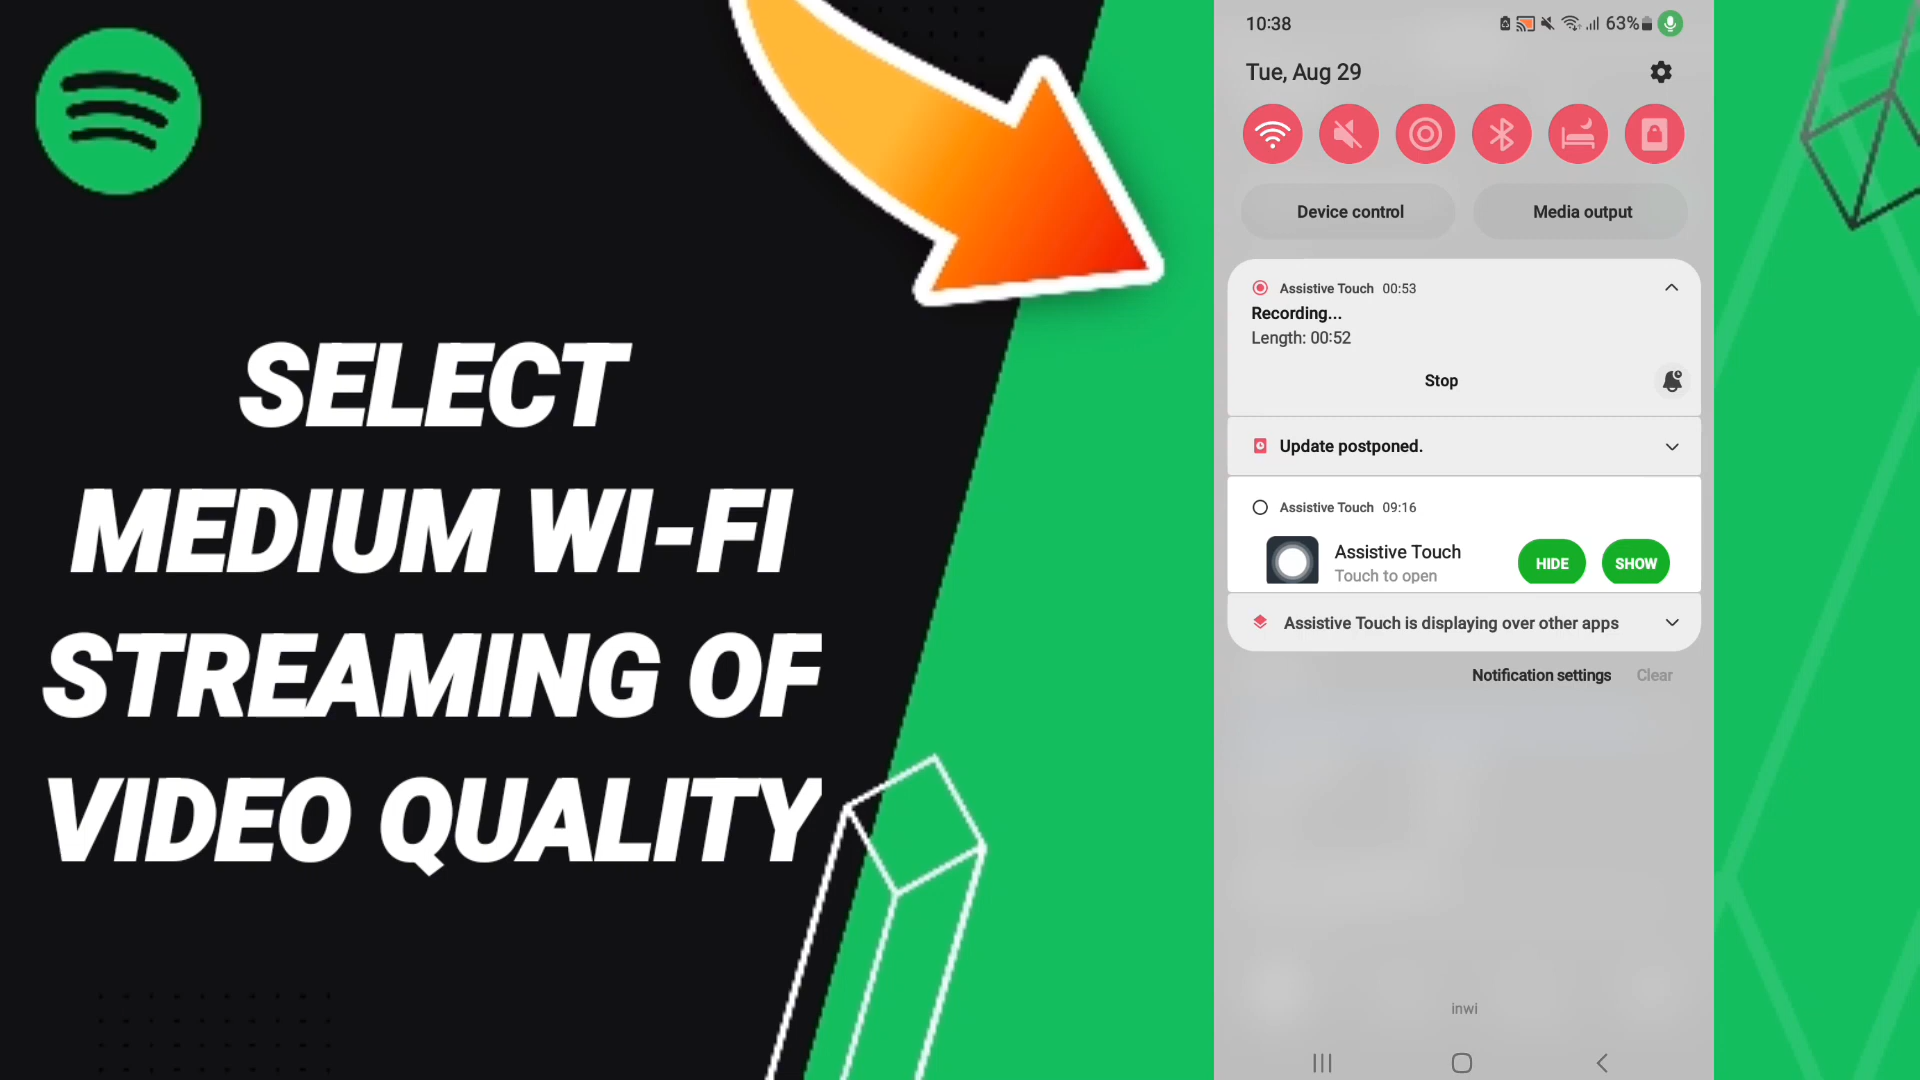 SELECT
MEDIUM WI-FI
STREAMING OF
VIDEO QUALITY
10:38
63%
Tue, Aug 29
Device control
Media output
Assistive Touch 00:53
Recording...
Length: 00:52
Stop
Update postponed.
Assistive Touch 09:16
Assistive Touch
Touch to open
HIDE
SHOW
Assistive Touch is displaying over other apps
Notification settings
Clear
inwi